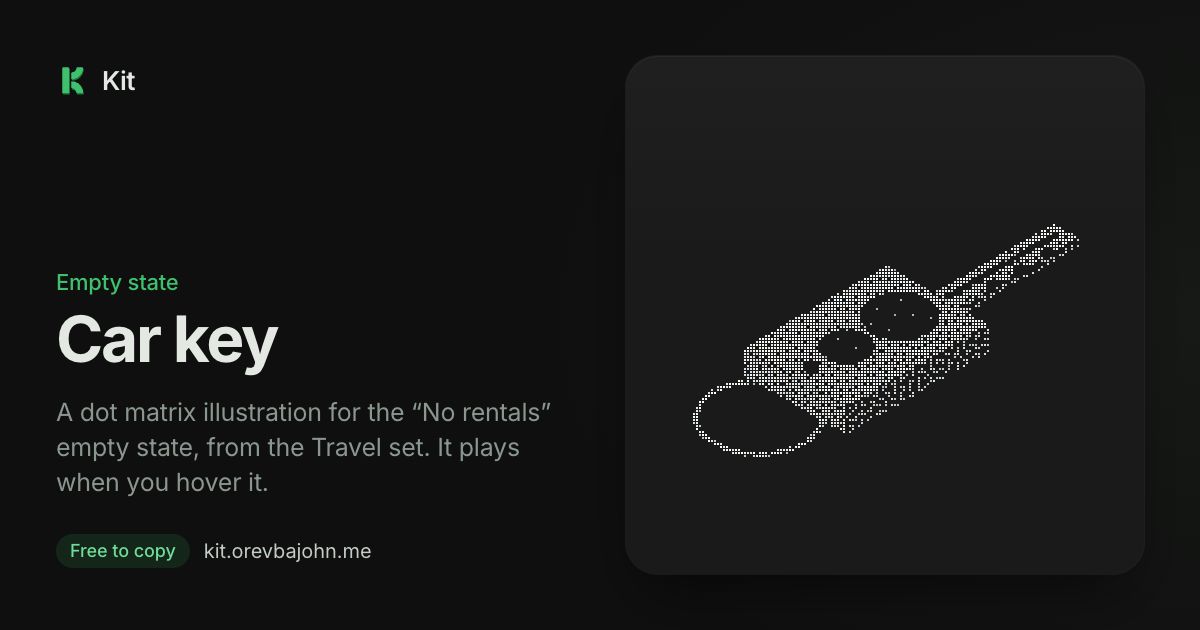 Kit
Empty state
Car key
A dot matrix illustration for the “No rentals”
empty state, from the Travel set. It plays
when you hover it.
Free to copy
kit.orevbajohn.me